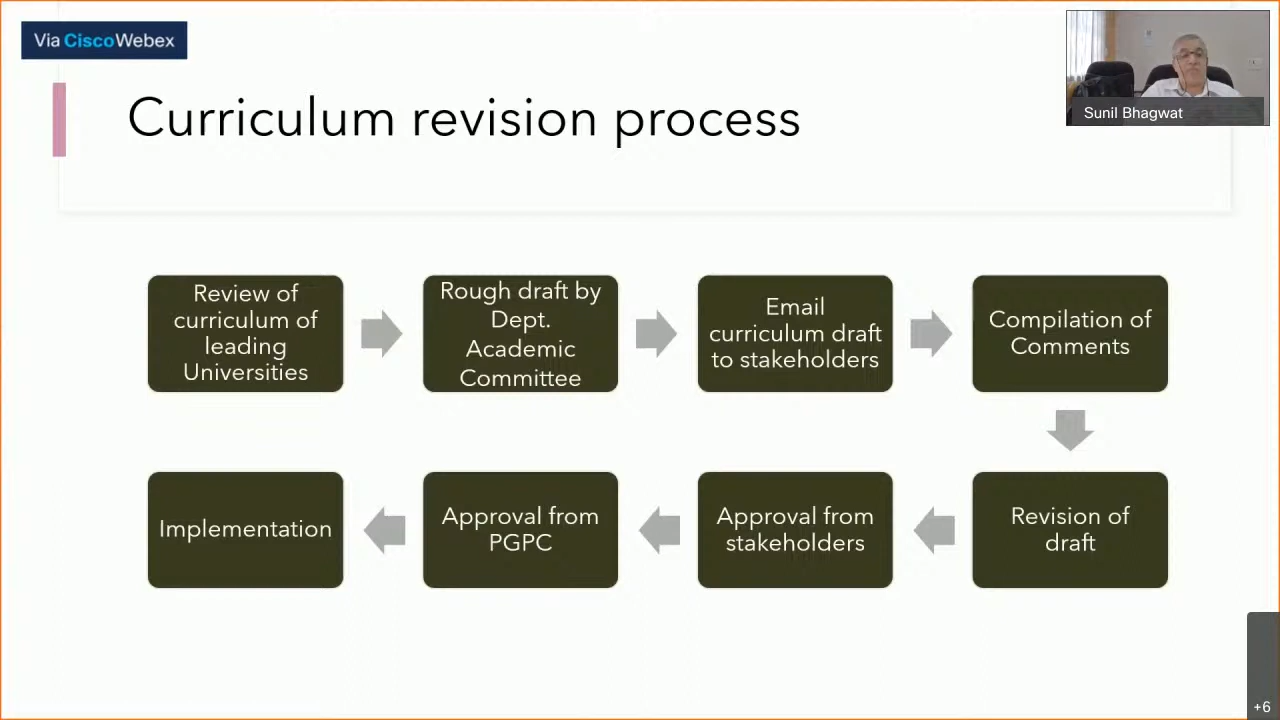 Via CiscoWebex
Sunil Bhagwat
Curriculum revision process
Review of
curriculum of
leading
Universities
Rough draft by
Dept.
Academic
Committee
Email
curriculum draft
to stakeholders
Compilation of
Comments
Revision of
draft
Approval from
stakeholders
Approval from
PGPC
Implementation
+6